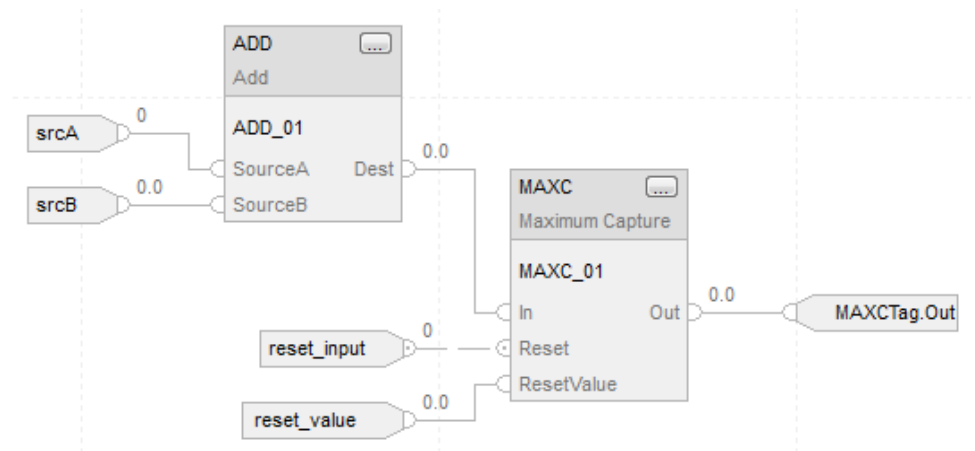 ADD ...
Add
0
srcA
ADD_01
0.0
SourceA Dest
0.0
srcB
SourceB
MAXC ...
Maximum Capture
MAXC_01
0.0
In Out
MAXCTag.Out
0
reset_input
Reset
ResetValue
0.0
reset_value